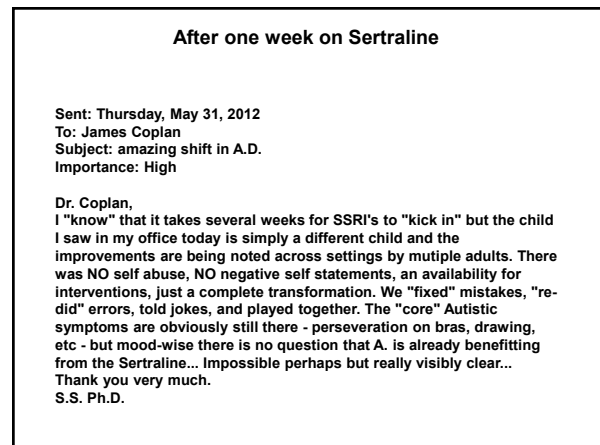 After one week on Sertraline
Sent: Thursday, May 31, 2012
To: James Coplan
Subject: amazing shift in A.D.
Importance: High
Dr. Coplan,
I "know" that it takes several weeks for SSRI's to "kick in" but the child
I saw in my office today is simply a different child and the
improvements are being noted across settings by mutiple adults. There
was NO self abuse, NO negative self statements, an availability for
interventions, just a complete transformation. We "fixed" mistakes, "re-
did" errors, told jokes, and played together. The "core" Autistic
symptoms are obviously still there - perseveration on bras, drawing,
etc - but mood-wise there is no question that A. is already benefitting
from the Sertraline... Impossible perhaps but really visibly clear...
Thank you very much.
S.S. Ph.D.